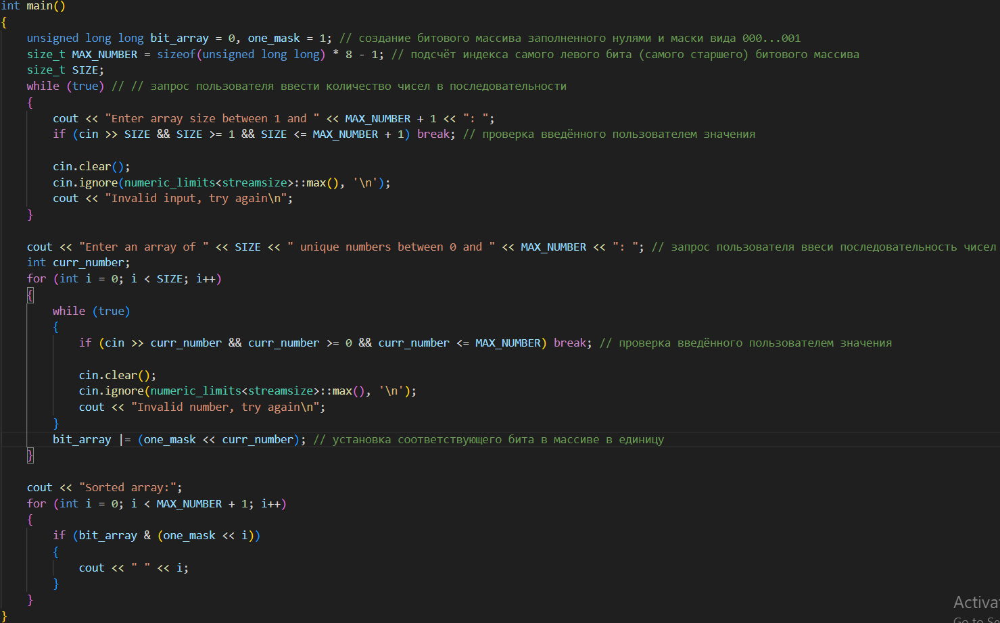 int main()
{
    unsigned long long bit_array = 0, one_mask = 1; // создание битового массива заполненного нулями и маски вида 000...001
    size_t MAX_NUMBER = sizeof(unsigned long long) * 8 - 1; // подсчёт индекса самого левого бита (самого старшего) битового массива
    size_t SIZE;
    while (true) // // запрос пользователя ввести количество чисел в последовательности
    {
        cout << "Enter array size between 1 and " << MAX_NUMBER + 1 << ": ";
        if (cin >> SIZE && SIZE >= 1 && SIZE <= MAX_NUMBER + 1) break; // проверка введённого пользователем значения

        cin.clear();
        cin.ignore(numeric_limits<streamsize>::max(), '\n');
        cout << "Invalid input, try again\n";
    }

    cout << "Enter an array of " << SIZE << " unique numbers between 0 and " << MAX_NUMBER << ": "; // запрос пользователя ввеси последовательность чисел
    int curr_number;
    for (int i = 0; i < SIZE; i++)
    {
        while (true)
        {
            if (cin >> curr_number && curr_number >= 0 && curr_number <= MAX_NUMBER) break; // проверка введённого пользователем значения

            cin.clear();
            cin.ignore(numeric_limits<streamsize>::max(), '\n');
            cout << "Invalid number, try again\n";
        }
        bit_array |= (one_mask << curr_number); // установка соответствующего бита в массиве в единицу
    }

    cout << "Sorted array:";
    for (int i = 0; i < MAX_NUMBER + 1; i++)
    {
        if (bit_array & (one_mask << i))
        {
            cout << " " << i;
        }
    }
}
Activa
Go to Se